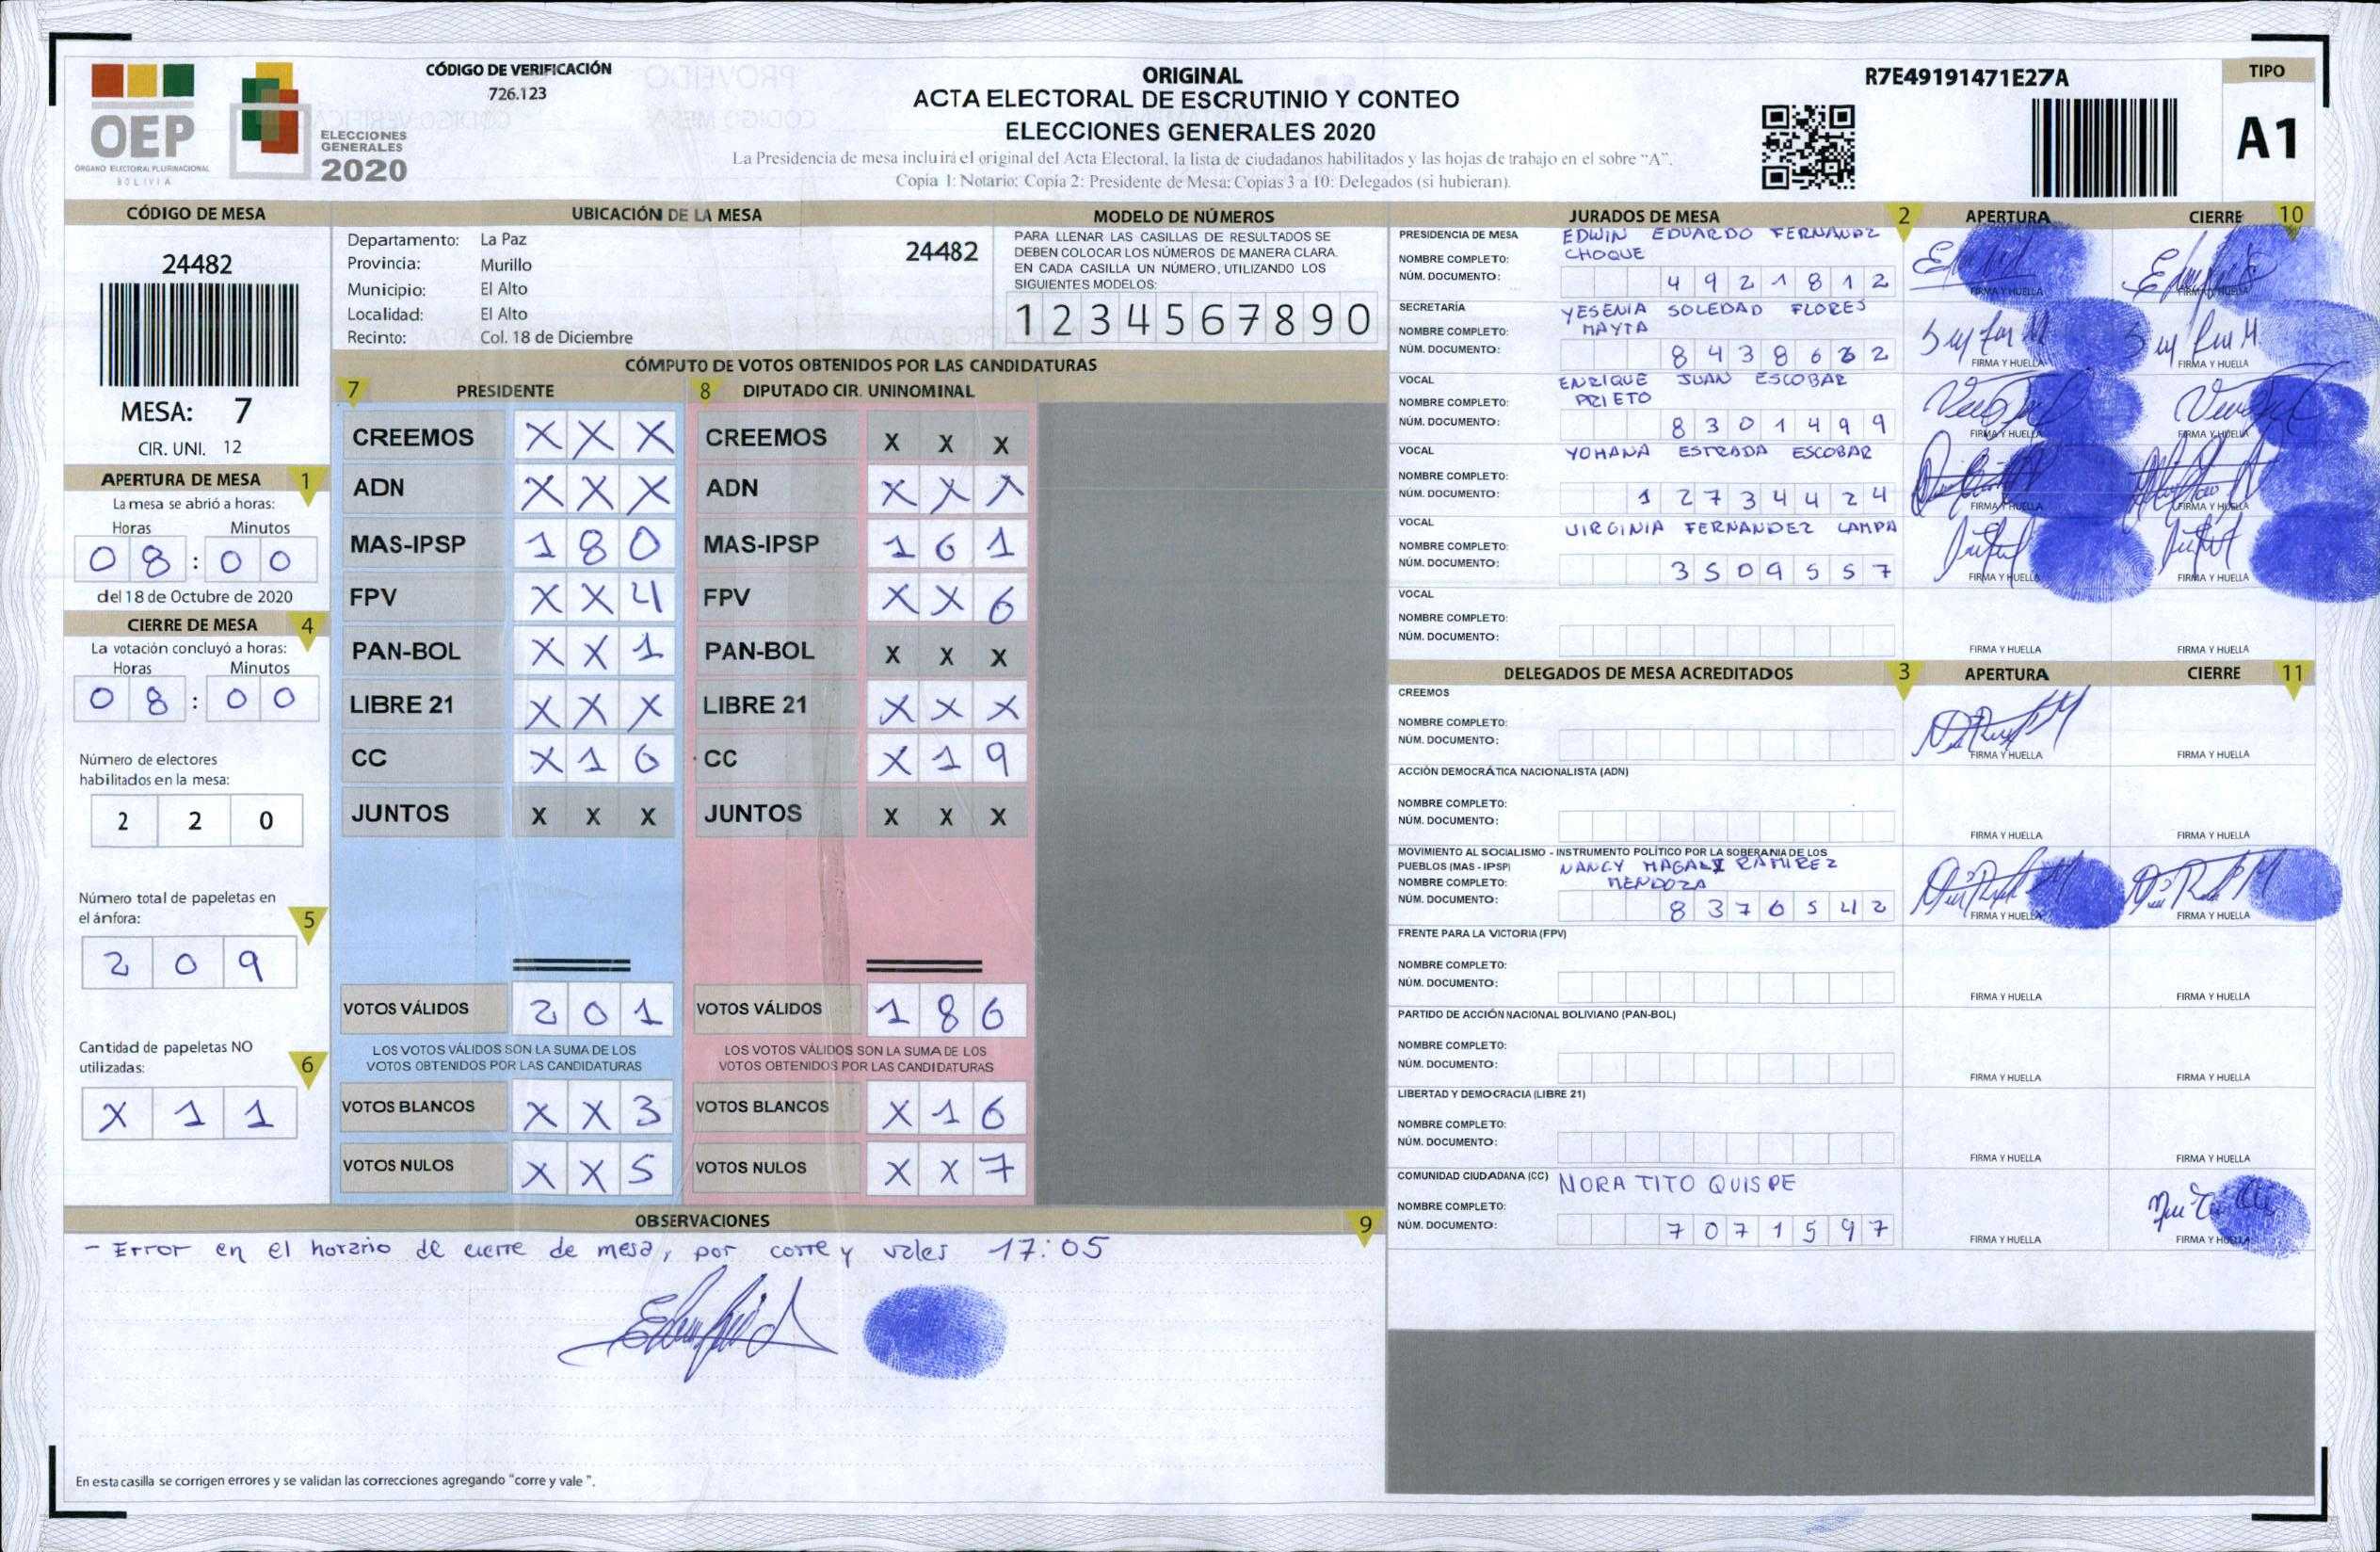 OEP
ÓRGANO ELECTORAL PLURINACIONAL
BOLIVIA
ELECCIONES
GENERALES
2020
CÓDIGO DE VERIFICACIÓN
726.123
ORIGINAL
ACTA ELECTORAL DE ESCRUTINIO Y CONTEO
ELECCIONES GENERALES 2020
La Presidencia de mesa incluirá el original del Acta Electoral, la lista de ciudadanos habilitados y las hojas de trabajo en el sobre "A".
Copia 1: Notario; Copia 2: Presidente de Mesa; Copias 3 a 10: Delegados (si hubieran).
R7E49191471E27A
TIPO
A1
CÓDIGO DE MESA
24482
MESA: 7
CIR. UNI. 12
UBICACIÓN DE LA MESA
Departamento: La Paz
Provincia: Murillo
Municipio: El Alto
Localidad: El Alto
Recinto: Col. 18 de Diciembre
24482
MODELO DE NÚMEROS
PARA LLENAR LAS CASILLAS DE RESULTADOS SE
DEBEN COLOCAR LOS NÚMEROS DE MANERA CLARA.
EN CADA CASILLA UN NÚMERO, UTILIZANDO LOS
SIGUIENTES MODELOS:
1 2 3 4 5 6 7 8 9 0
APERTURA DE MESA 1
La mesa se abrió a horas:
Horas Minutos
0 8 : 0 0
del 18 de Octubre de 2020
CIERRE DE MESA 4
La votación concluyó a horas:
Horas Minutos
0 8 : 0 0
Número de electores
habilitados en la mesa:
2 2 0
Número total de papeletas en
el ánfora: 5
2 0 9
Cantidad de papeletas NO
utilizadas: 6
X 1 1
CÓMPUTO DE VOTOS OBTENIDOS POR LAS CANDIDATURAS
7 PRESIDENTE
CREEMOS X X X
ADN X X X
MAS-IPSP 1 8 0
FPV X X 4
PAN-BOL X X 1
LIBRE 21 X X X
CC X 1 6
JUNTOS X X X
VOTOS VÁLIDOS 2 0 1
LOS VOTOS VÁLIDOS SON LA SUMA DE LOS
VOTOS OBTENIDOS POR LAS CANDIDATURAS
VOTOS BLANCOS X X 3
VOTOS NULOS X X 5
8 DIPUTADO CIR. UNINOMINAL
CREEMOS X X X
ADN X X X
MAS-IPSP 1 6 1
FPV X X 6
PAN-BOL X X X
LIBRE 21 X X X
CC X 1 9
JUNTOS X X X
VOTOS VÁLIDOS 1 8 6
LOS VOTOS VÁLIDOS SON LA SUMA DE LOS
VOTOS OBTENIDOS POR LAS CANDIDATURAS
VOTOS BLANCOS X 1 6
VOTOS NULOS X X 7
OBSERVACIONES 9
- Error en el horario de cierre de mesa, por corre y vales 17:05
En esta casilla se corrigen errores y se validan las correcciones agregando "corre y vale".
JURADOS DE MESA 2 APERTURA CIERRE 10
PRESIDENCIA DE MESA EDWIN EDUARDO FERNANDZ
NOMBRE COMPLETO: CHOQUE
NÚM. DOCUMENTO: 4 9 2 1 8 1 2
FIRMA Y HUELLA FIRMA Y HUELLA
SECRETARÍA YESENIA SOLEDAD FLORES
NOMBRE COMPLETO: MAYTA
NÚM. DOCUMENTO: 8 4 3 8 6 2 2
FIRMA Y HUELLA FIRMA Y HUELLA
VOCAL ENRIQUE JUAN ESCOBAR
NOMBRE COMPLETO: PRIETO
NÚM. DOCUMENTO: 8 3 0 1 4 9 9
FIRMA Y HUELLA FIRMA Y HUELLA
VOCAL YOHANA ESTRADA ESCOBAR
NOMBRE COMPLETO:
NÚM. DOCUMENTO: 1 2 7 3 4 4 2 4
FIRMA Y HUELLA FIRMA Y HUELLA
VOCAL VIRGINIA FERNANDEZ LAMPA
NOMBRE COMPLETO:
NÚM. DOCUMENTO: 3 5 0 9 5 5 7
FIRMA Y HUELLA FIRMA Y HUELLA
VOCAL
NOMBRE COMPLETO:
NÚM. DOCUMENTO:
FIRMA Y HUELLA FIRMA Y HUELLA
DELEGADOS DE MESA ACREDITADOS 3 APERTURA CIERRE 11
CREEMOS
NOMBRE COMPLETO:
NÚM. DOCUMENTO:
FIRMA Y HUELLA FIRMA Y HUELLA
ACCIÓN DEMOCRÁTICA NACIONALISTA (ADN)
NOMBRE COMPLETO:
NÚM. DOCUMENTO:
FIRMA Y HUELLA FIRMA Y HUELLA
MOVIMIENTO AL SOCIALISMO - INSTRUMENTO POLÍTICO POR LA SOBERANIA DE LOS
PUEBLOS (MAS - IPSP) NANCY MAGALI RAMIREZ
NOMBRE COMPLETO: MENDOZA
NÚM. DOCUMENTO: 8 3 7 6 5 4 2
FIRMA Y HUELLA FIRMA Y HUELLA
FRENTE PARA LA VICTORIA (FPV)
NOMBRE COMPLETO:
NÚM. DOCUMENTO:
FIRMA Y HUELLA FIRMA Y HUELLA
PARTIDO DE ACCIÓN NACIONAL BOLIVIANO (PAN-BOL)
NOMBRE COMPLETO:
NÚM. DOCUMENTO:
FIRMA Y HUELLA FIRMA Y HUELLA
LIBERTAD Y DEMOCRACIA (LIBRE 21)
NOMBRE COMPLETO:
NÚM. DOCUMENTO:
FIRMA Y HUELLA FIRMA Y HUELLA
COMUNIDAD CIUDADANA (CC) NORA TITO QUISPE
NOMBRE COMPLETO:
NÚM. DOCUMENTO: 7 0 7 1 5 9 7
FIRMA Y HUELLA FIRMA Y HUELLA